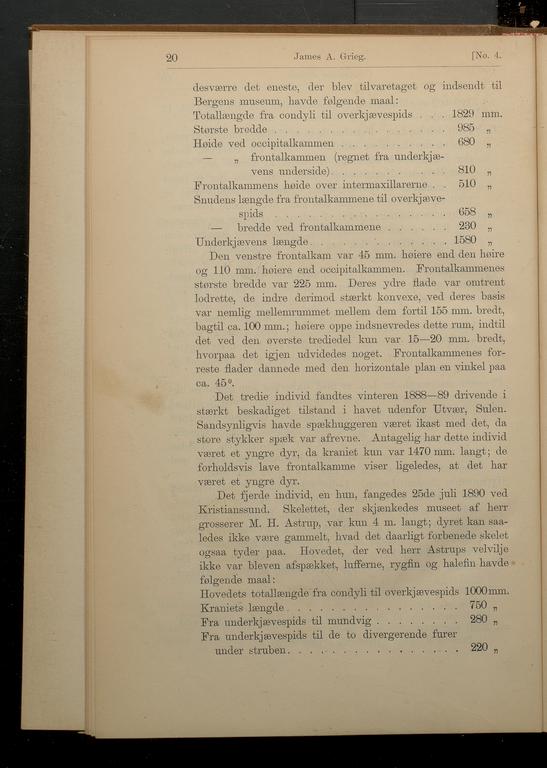 20 James A. Grieg. [No. 4.
desværre det eneste, der blev tilvaretaget og indsendt til
Bergens museum, havde følgende maal:
Totallængde fra condyli til overkjævespids . . . 1829 mm.
Største bredde . . . . . . . . . . . . . . . . 985 „
Høide ved occipitalkammen . . . . . . . . . . 680 „
— „ frontalkammen (regnet fra underkjæ-
vens underside) . . . . . . . . . . . 810 „
Frontalkammens høide over intermaxillarerne . . 510 „
Snudens længde fra frontalkammene til overkjæve-
spids . . . . . . . . . . . . . . . . 658 „
— bredde ved frontalkammene . . . . . . 230 „
Underkjævens længde . . . . . . . . . . . . . 1580 „
Den venstre frontalkam var 45 mm. høiere end den høire
og 110 mm. høiere end occipitalkammen. Frontalkammenes
største bredde var 225 mm. Deres ydre flade var omtrent
lodrette, de indre derimod stærkt konvexe, ved deres basis
var nemlig mellemrummet mellem dem fortil 155 mm. bredt,
bagtil ca. 100 mm.; høiere oppe indsnevredes dette rum, indtil
det ved den øverste trediedel kun var 15—20 mm. bredt,
hvorpaa det igjen udvidedes noget. Frontalkammenes for-
reste flader dannede med den horizontale plan en vinkel paa
ca. 45°.
Det tredie individ fandtes vinteren 1888—89 drivende i
stærkt beskadiget tilstand i havet udenfor Utvær, Sulen.
Sandsynligvis havde spækhuggeren været ikast med det, da
store stykker spæk var afrevne. Antagelig har dette individ
været et yngre dyr, da kraniet kun var 1470 mm. langt; de
forholdsvis lave frontalkamme viser ligeledes, at det har
været et yngre dyr.
Det fjerde individ, en hun, fangedes 25de juli 1890 ved
Kristianssund. Skelettet, der skjænkedes museet af herr
grosserer M. H. Astrup, var kun 4 m. langt; dyret kan saa-
ledes ikke være gammelt, hvad det daarligt forbenede skelet
ogsaa tyder paa. Hovedet, der ved herr Astrups velvilje
ikke var bleven afspækket, lufferne, rygfin og halefin havde
følgende maal:
Hovedets totallængde fra condyli til overkjævespids 1000 mm.
Kraniets længde . . . . . . . . . . . . . . . . 750 „
Fra underkjævespids til mundvig . . . . . . . . 280 „
Fra underkjævespids til de to divergerende furer
under struben . . . . . . . . . . . . . . . 220 „